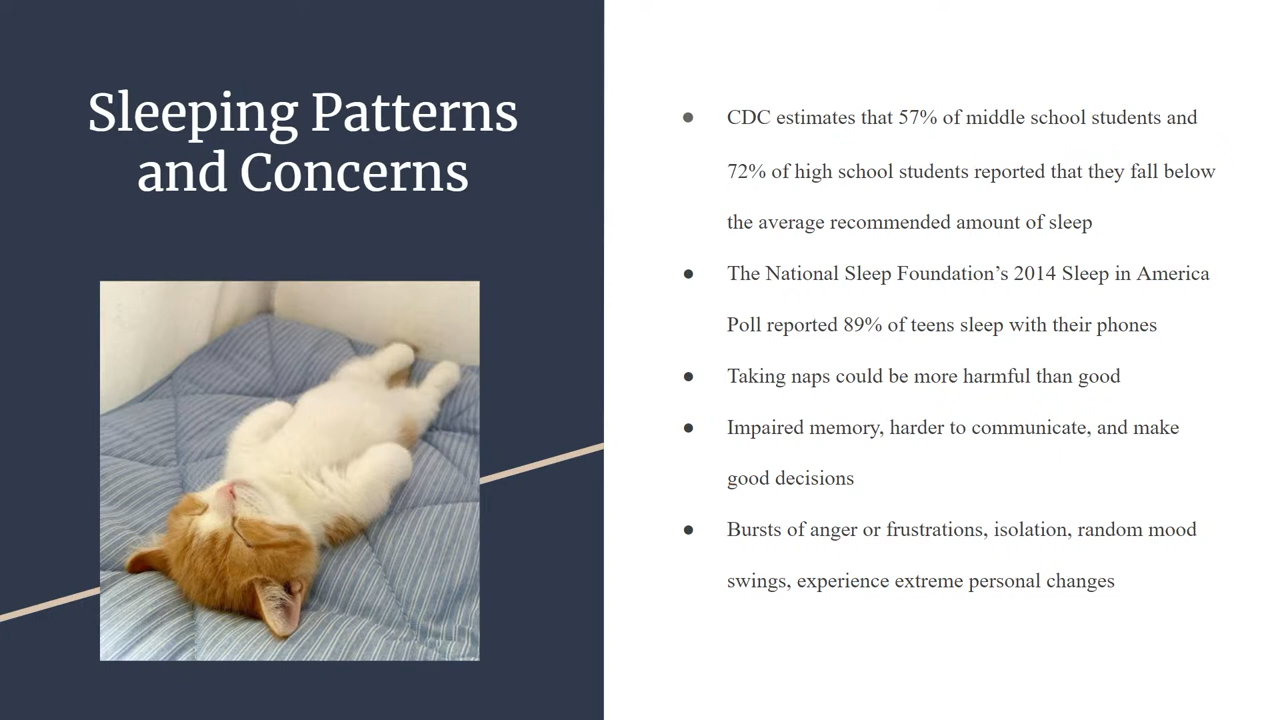 Sleeping Patterns
and Concerns
● CDC estimates that 57% of middle school students and
72% of high school students reported that they fall below
the average recommended amount of sleep
● The National Sleep Foundation’s 2014 Sleep in America
Poll reported 89% of teens sleep with their phones
● Taking naps could be more harmful than good
● Impaired memory, harder to communicate, and make
good decisions
● Bursts of anger or frustrations, isolation, random mood
swings, experience extreme personal changes